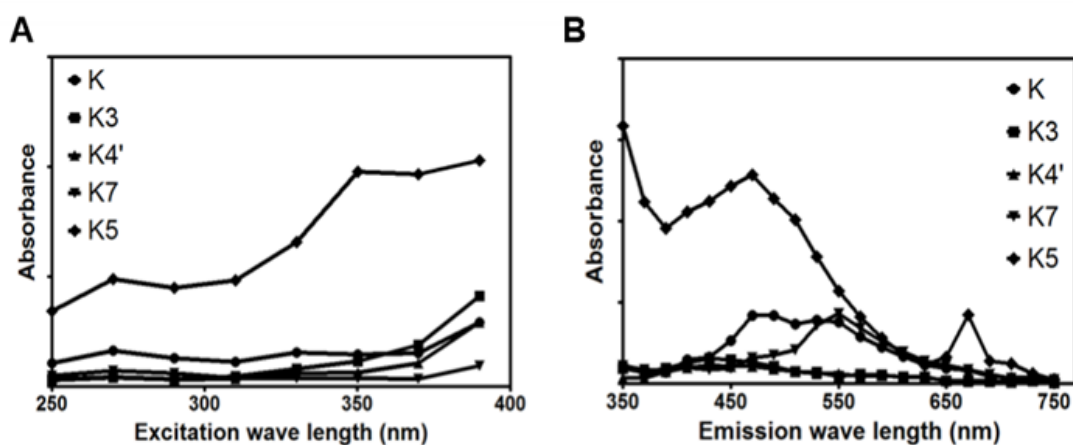 A
K
K3
K4'
K7
K5
Absorbance
250
300
350
400
Excitation wave length (nm)
B
K
K3
K4'
K7
K5
Absorbance
350
450
550
650
750
Emission wave length (nm)